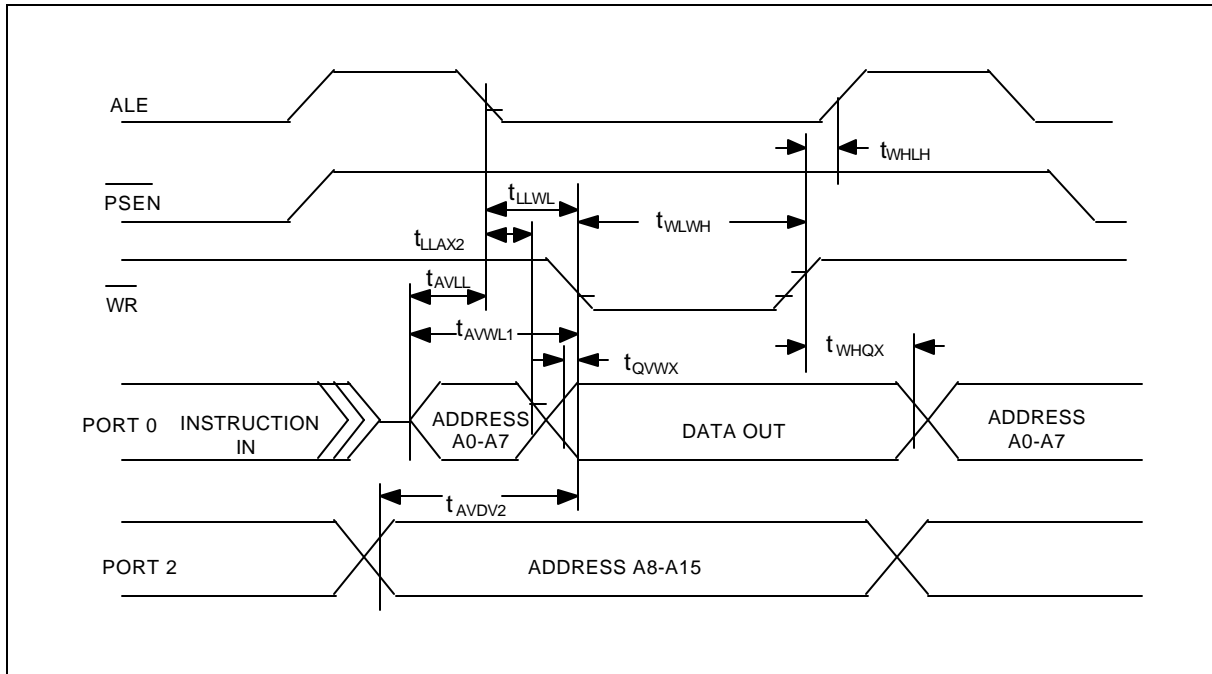 ALE
tWHLH
PSEN
tLLWL
tWLWH
tLLAX2
tAVLL
WR
tAVWL1
tWHQX
tQVWX
PORT 0
INSTRUCTION
IN
ADDRESS
A0-A7
DATA OUT
ADDRESS
A0-A7
tAVDV2
PORT 2
ADDRESS A8-A15